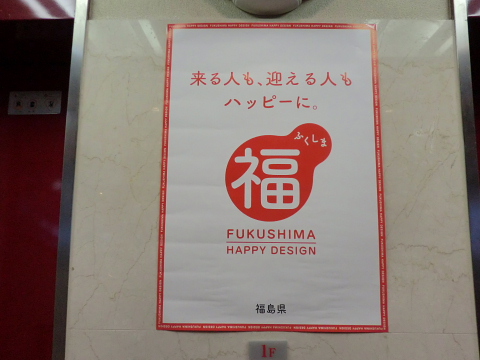 来る人も、迎える人も
ハッピーに。
ふくしま
福
FUKUSHIMA
HAPPY DESIGN
福島県
1F